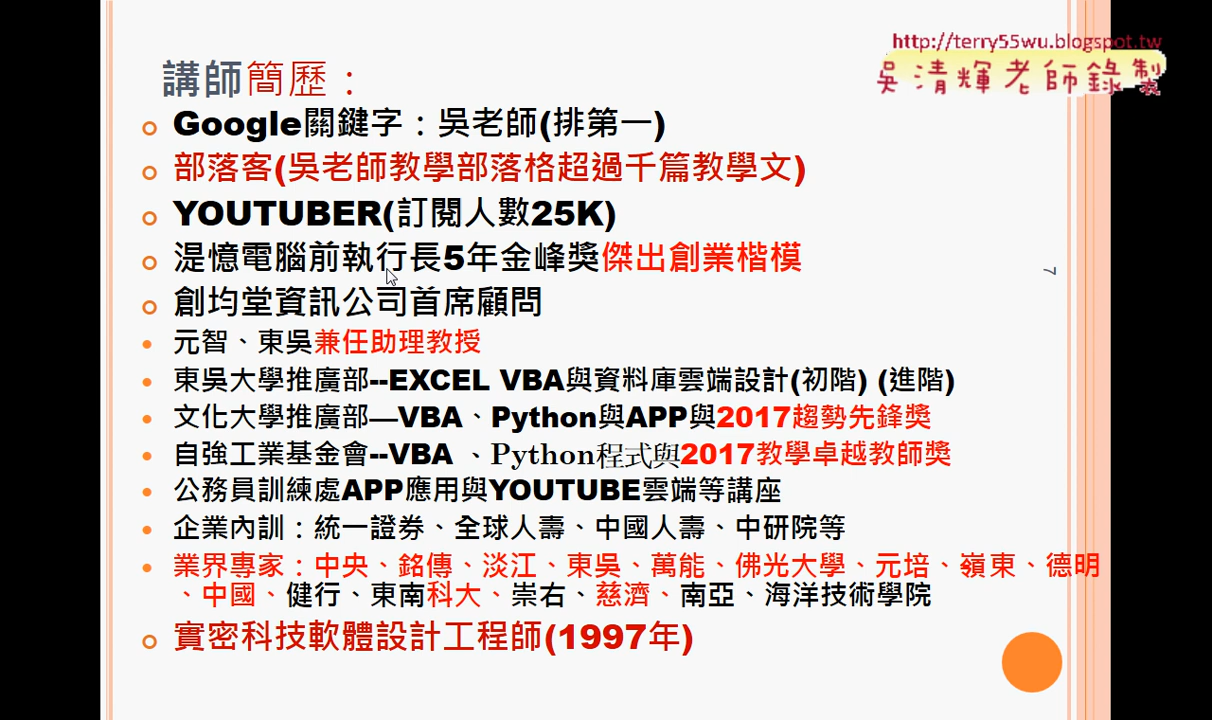 http://terry55wu.blogspot.tw
吳清輝老師錄製
講師簡歷：
Google關鍵字：吳老師(排第一)
部落客(吳老師教學部落格超過千篇教學文)
YOUTUBER(訂閱人數25K)
湜憶電腦前執行長5年金峰獎傑出創業楷模
創均堂資訊公司首席顧問
元智、東吳兼任助理教授
東吳大學推廣部--EXCEL VBA與資料庫雲端設計(初階) (進階)
文化大學推廣部—VBA、Python與APP與2017趨勢先鋒獎
自強工業基金會--VBA 、Python程式與2017教學卓越教師獎
公務員訓練處APP應用與YOUTUBE雲端等講座
企業內訓：統一證券、全球人壽、中國人壽、中研院等
業界專家：中央、銘傳、淡江、東吳、萬能、佛光大學、元培、嶺東、德明
、中國、健行、東南科大、崇右、慈濟、南亞、海洋技術學院
實密科技軟體設計工程師(1997年)
7